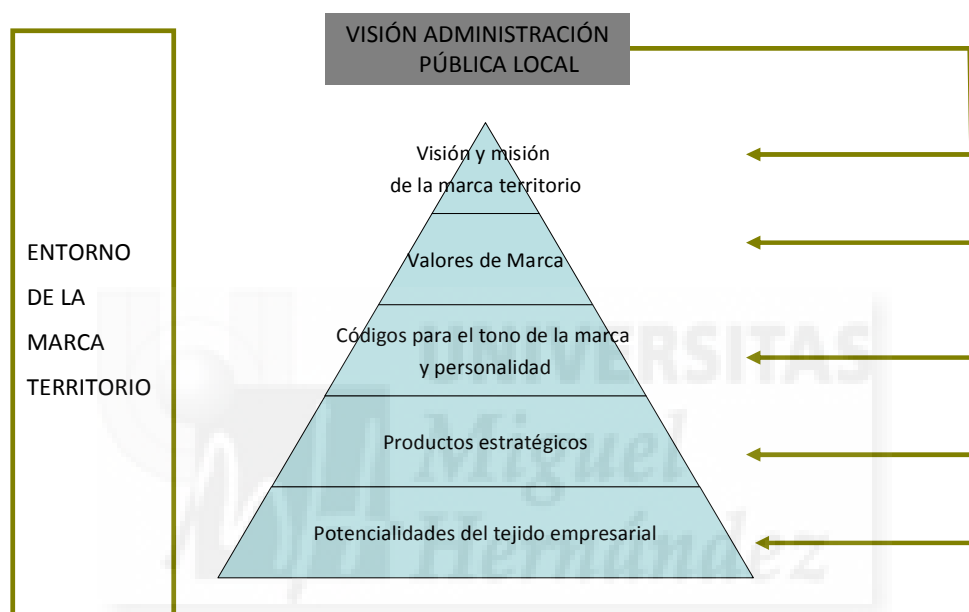 VISIÓN ADMINISTRACIÓN
PÚBLICA LOCAL
Visión y misión
de la marca territorio
Valores de Marca
Códigos para el tono de la marca
y personalidad
Productos estratégicos
Potencialidades del tejido empresarial
ENTORNO
DE LA
MARCA
TERRITORIO
UNIVERSITAS
Miguel
Hernández